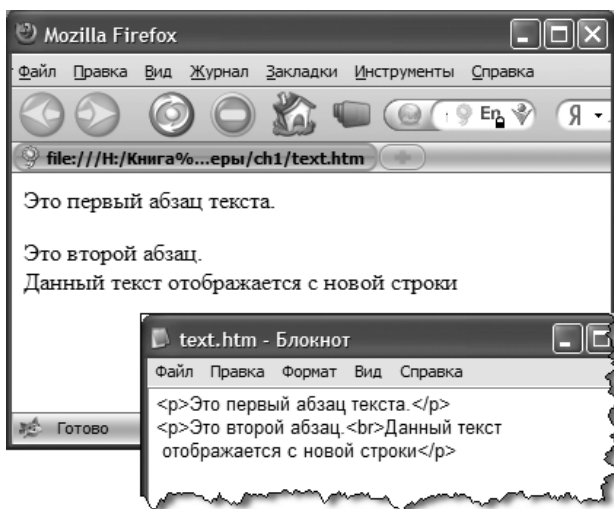 Mozilla Firefox
Файл Правка Вид Журнал Закладки Инструменты Справка
En Я
file:///H:/Книга%...еры/ch1/text.htm
Это первый абзац текста.
Это второй абзац.
Данный текст отображается с новой строки
text.htm - Блокнот
Файл Правка Формат Вид Справка
<p>Это первый абзац текста.</p>
<p>Это второй абзац.<br>Данный текст
отображается с новой строки</p>
Готово